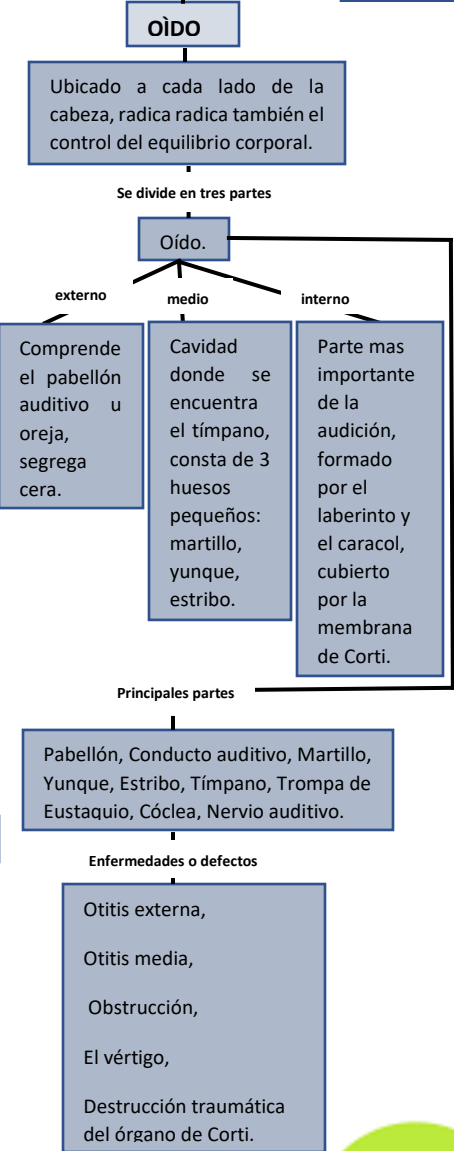 OÌDO
Ubicado a cada lado de la
cabeza, radica radica también el
control del equilibrio corporal.
Se divide en tres partes
Oído.
externo
medio
interno
Comprende
el pabellón
auditivo u
oreja,
segrega
cera.
Cavidad
donde se
encuentra
el tímpano,
consta de 3
huesos
pequeños:
martillo,
yunque,
estribo.
Parte mas
importante
de la
audición,
formado
por el
laberinto y
el caracol,
cubierto
por la
membrana
de Corti.
Principales partes
Pabellón, Conducto auditivo, Martillo,
Yunque, Estribo, Tímpano, Trompa de
Eustaquio, Cóclea, Nervio auditivo.
Enfermedades o defectos
Otitis externa,
Otitis media,
Obstrucción,
El vértigo,
Destrucción traumática
del órgano de Corti.